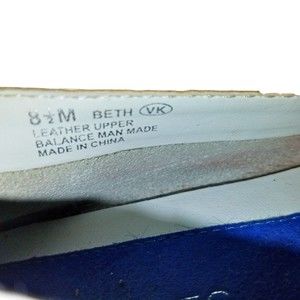 8½M BETH VK
LEATHER UPPER
BALANCE MAN MADE
MADE IN CHINA